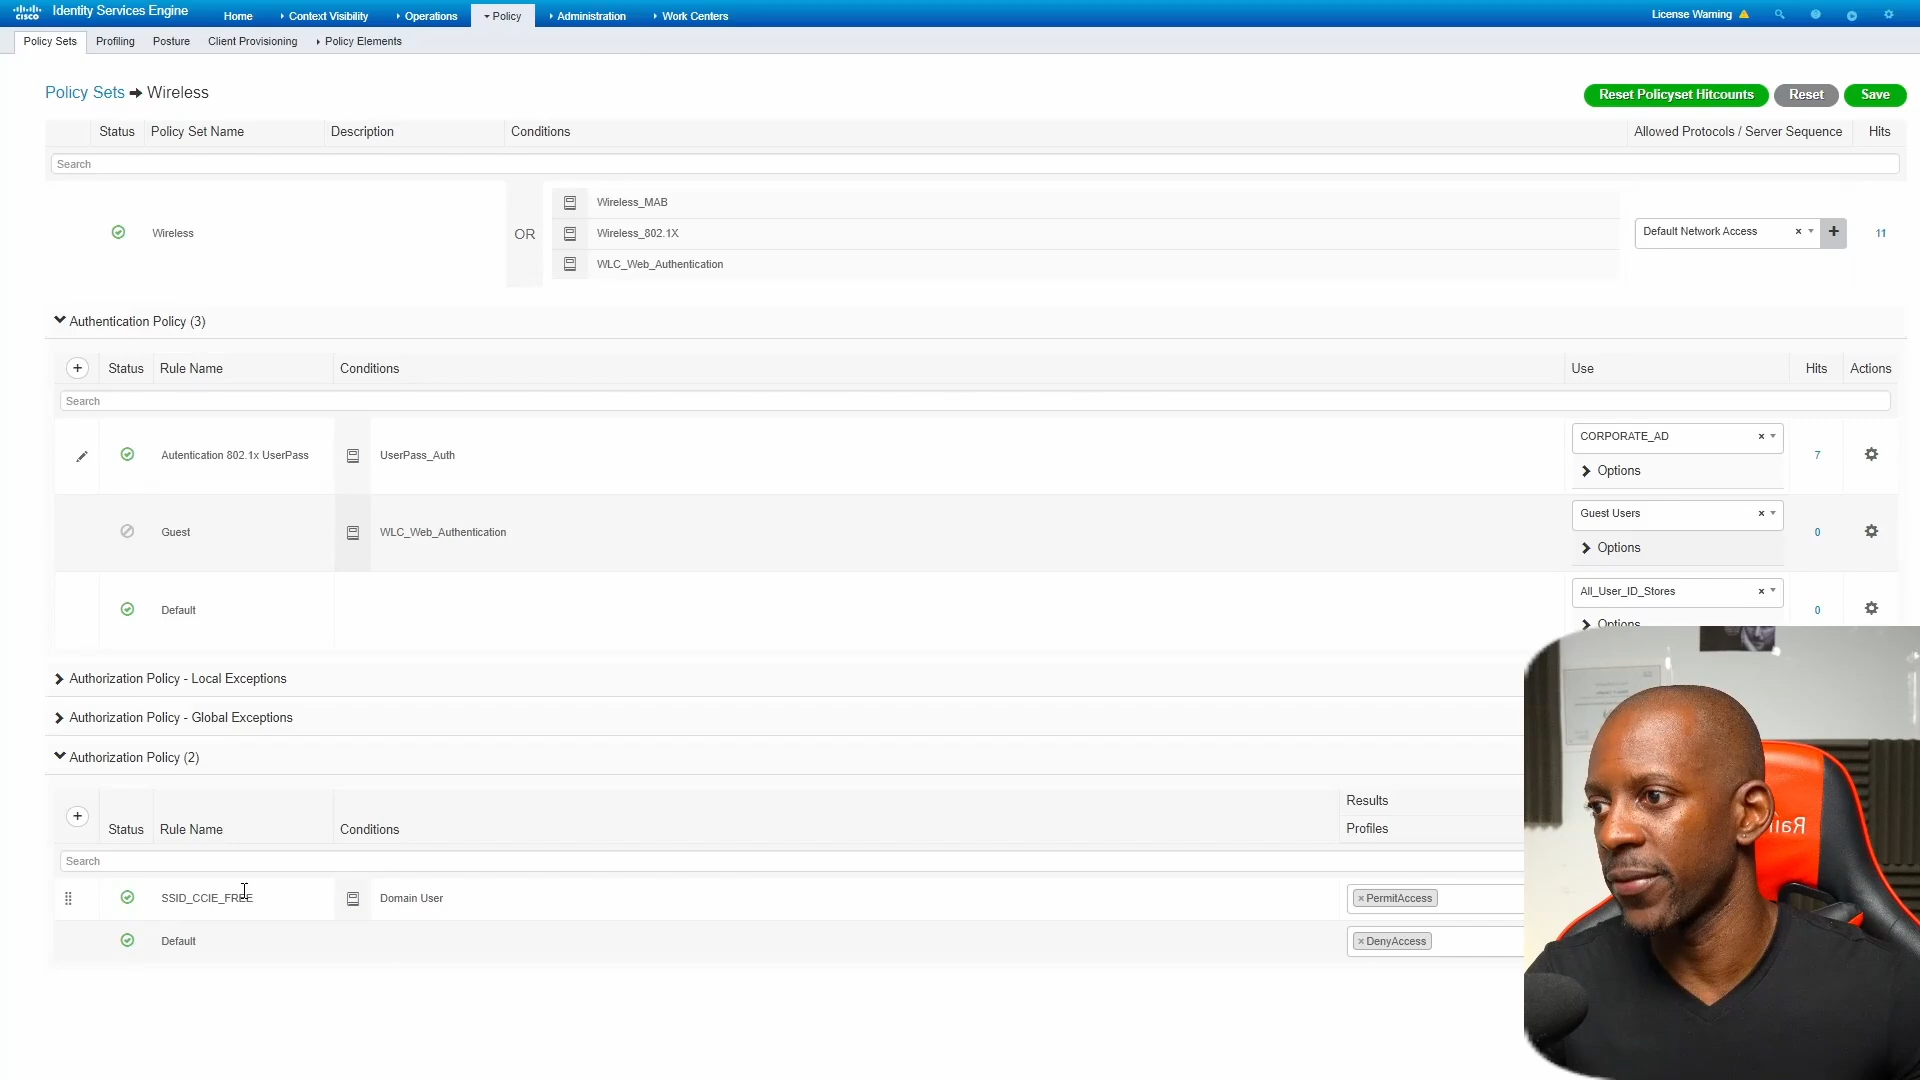 cisco Identity Services Engine Home Context Visibility Operations Policy Administration Work Centers License Warning
Policy Sets Profiling Posture Client Provisioning Policy Elements
Policy Sets → Wireless
Reset Policyset Hitcounts Reset Save
Status Policy Set Name Description Conditions Allowed Protocols / Server Sequence Hits
Search
Wireless_MAB
Wireless OR Wireless_802.1X Default Network Access × + 11
WLC_Web_Authentication
Authentication Policy (3)
+ Status Rule Name Conditions Use Hits Actions
Search
CORPORATE_AD ×
Autentication 802.1x UserPass UserPass_Auth 7
Options
Guest Users ×
Guest WLC_Web_Authentication 0
Options
All_User_ID_Stores ×
Default 0
Options
Authorization Policy - Local Exceptions
Authorization Policy - Global Exceptions
Authorization Policy (2)
Results
+ Status Rule Name Conditions Profiles
Search
SSID_CCIE_FREE Domain User × PermitAccess
Default × DenyAccess